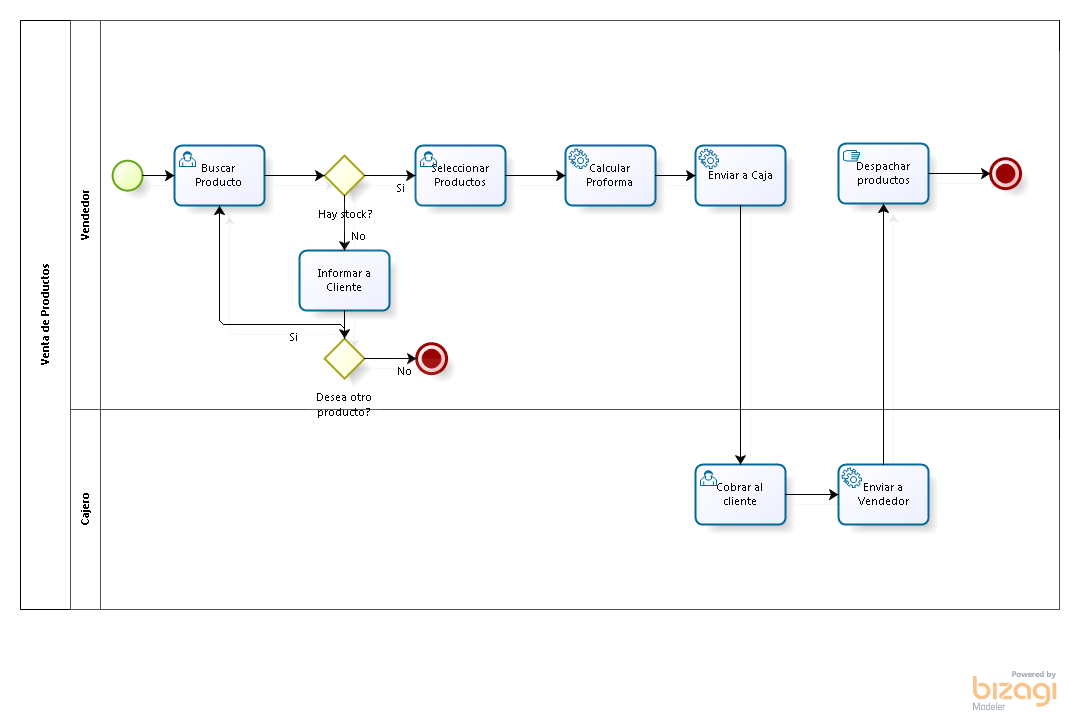 Venta de Productos
Vendedor
Buscar
Producto
Hay stock?
Si
No
Seleccionar
Productos
Calcular
Proforma
Enviar a Caja
Despachar
productos
Informar a
Cliente
Si
No
Desea otro
producto?
Cajero
Cobrar al
cliente
Enviar a
Vendedor
Powered by
bizagi
Modeler